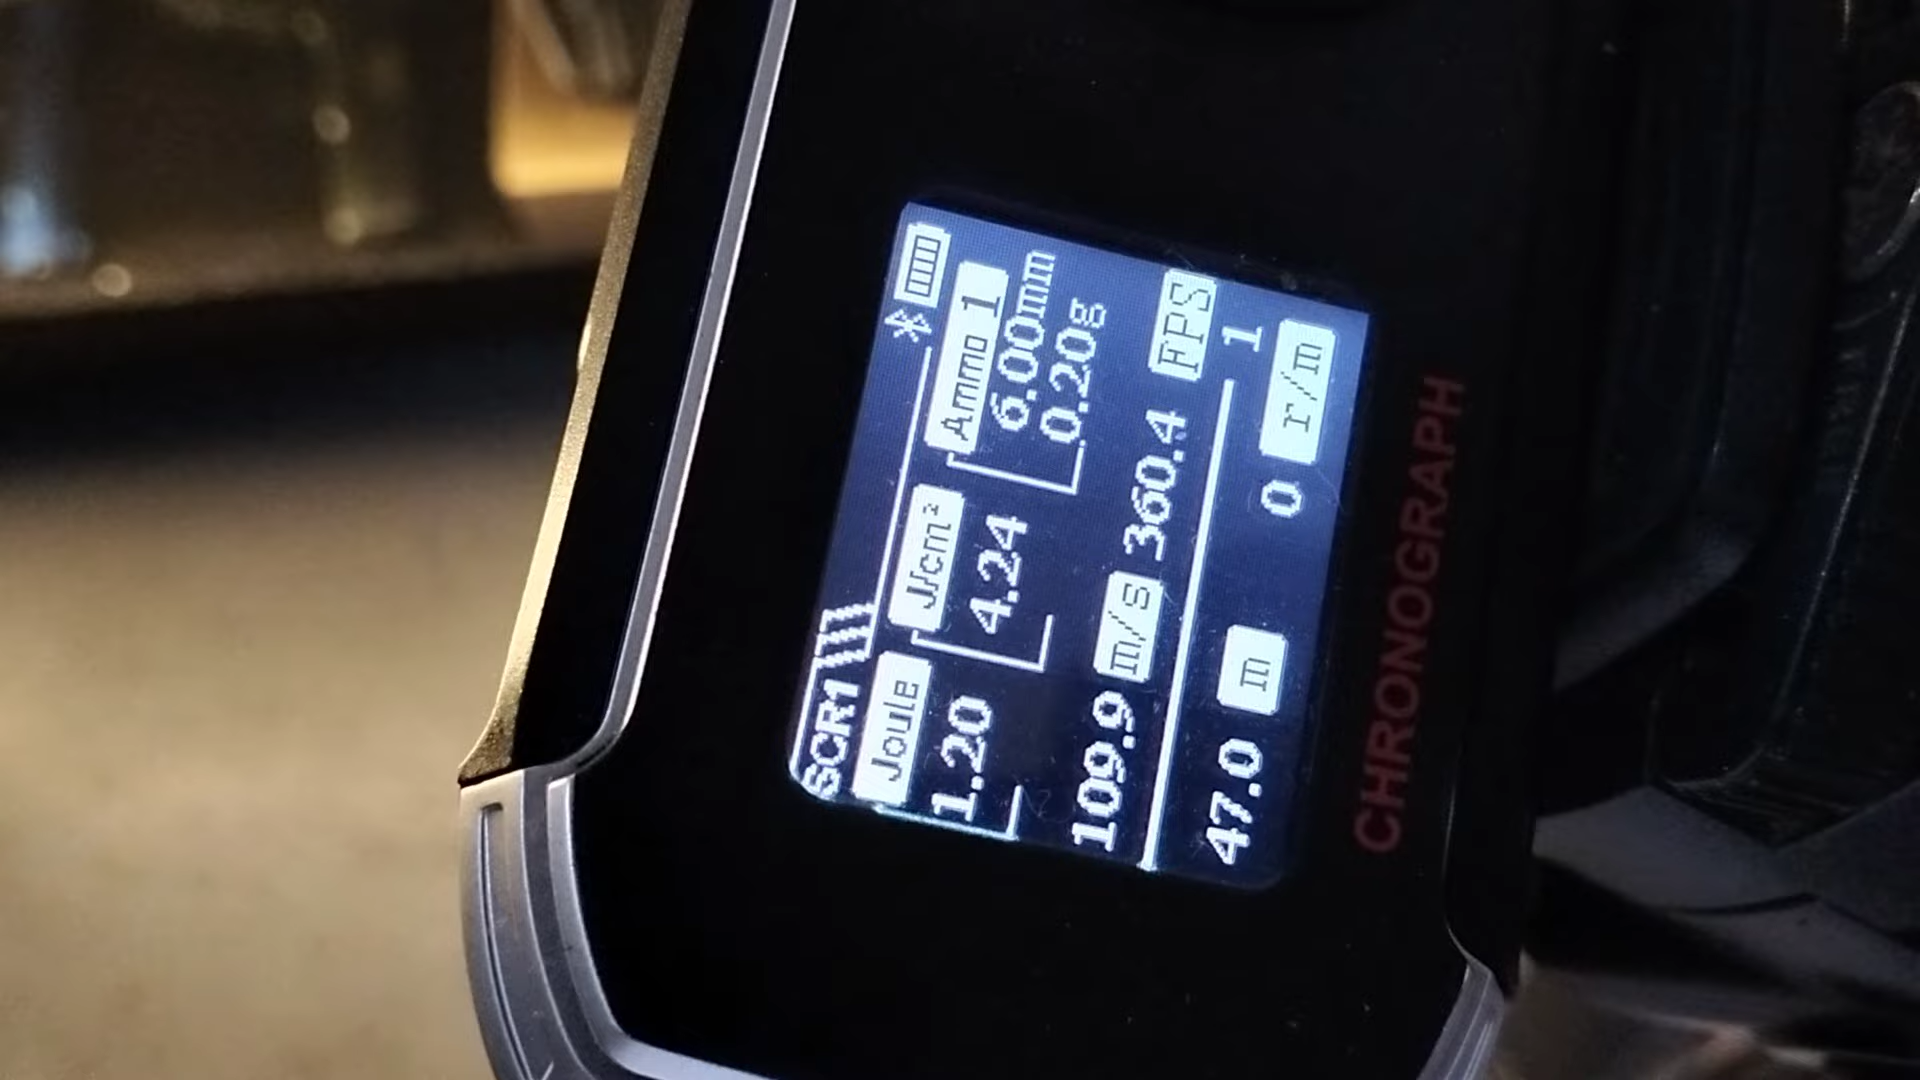 SCR1
Joule J/cm² Ammo 1
1.20 4.24 6.00mm
0.20g
109.9 m/s 360.4 FPS
1
47.0 m 0 r/m
CHRONOGRAPH